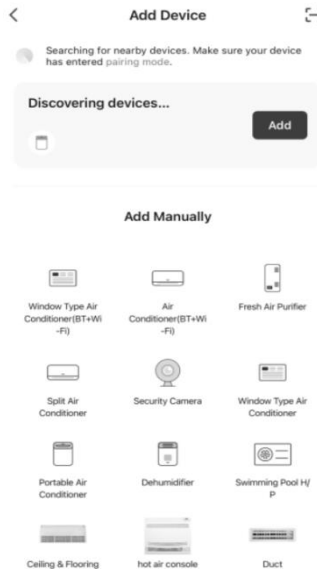 Add Device
Searching for nearby devices. Make sure your device
has entered pairing mode.
Discovering devices...
Add
Add Manually
Window Type Air
Conditioner(BT+Wi
-Fi)
Air
Conditioner(BT+Wi
-Fi)
Fresh Air Purifier
Split Air
Conditioner
Security Camera
Window Type Air
Conditioner
Portable Air
Conditioner
Dehumidifier
Swimming Pool H/
P
Ceiling & Flooring
hot air console
Duct